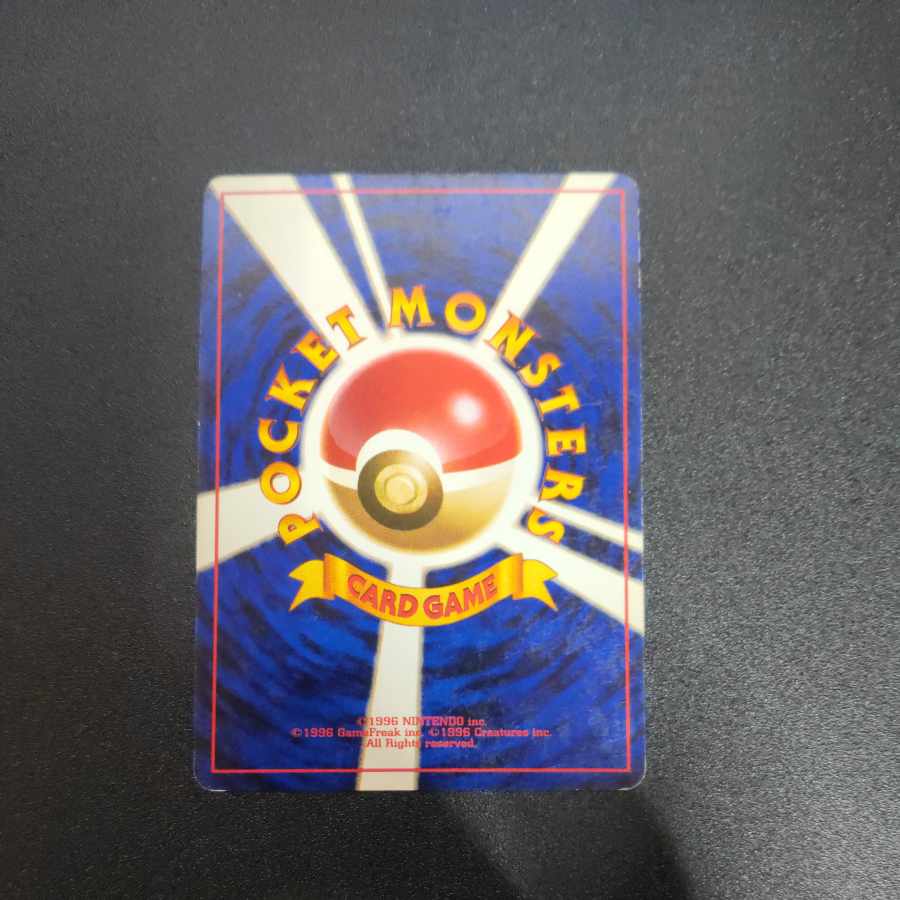 POCKET MONSTERS
CARD GAME
©1996 NINTENDO inc.
©1996 GameFreak inc. ©1996 Creatures inc.
All Rights reserved.